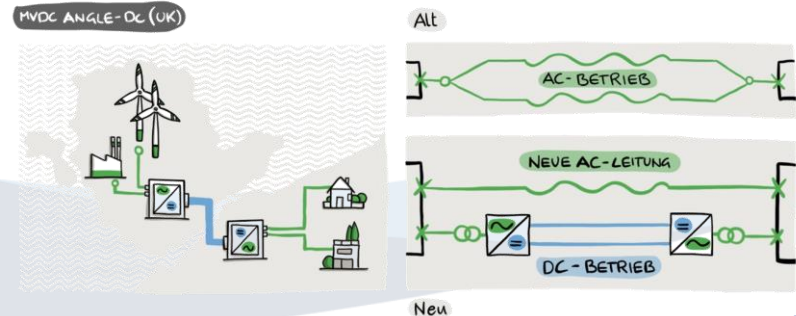 MVDC ANGLE-DC (UK)
Alt
AC-BETRIEB
NEUE AC-LEITUNG
DC-BETRIEB
Neu